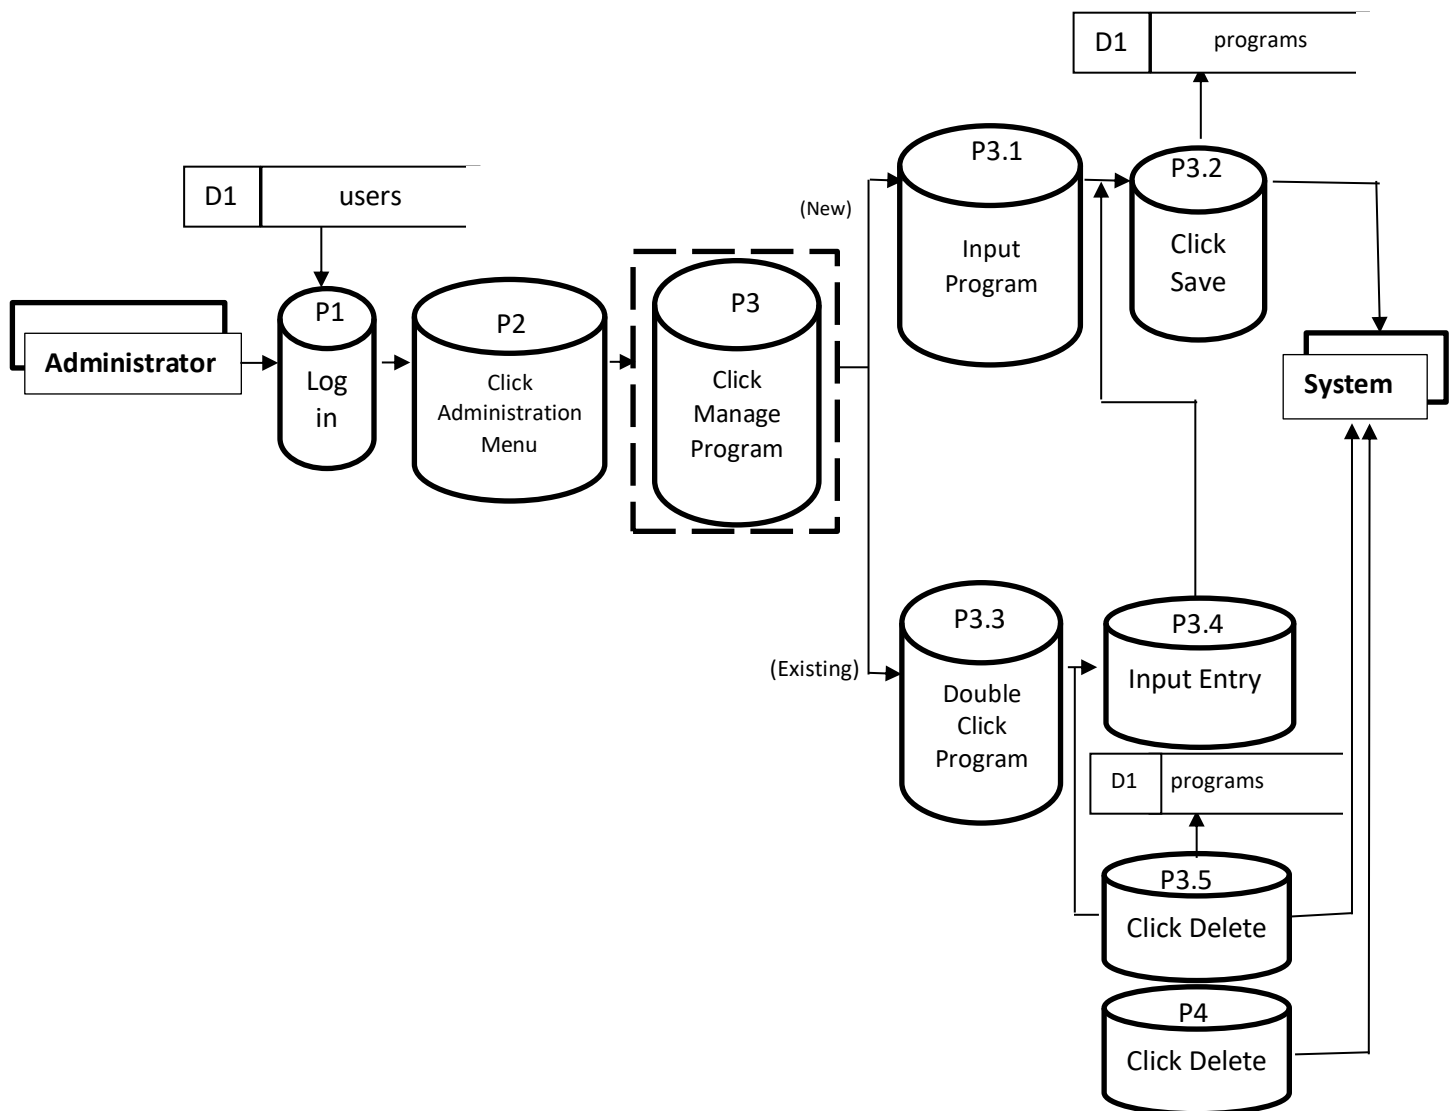 D1 programs
P3.1
P3.2
D1 users
(New)
Input
Program
Click
Save
P1
P2
P3
Administrator
Log
in
Click
Administration
Menu
Click
Manage
Program
System
P3.3
P3.4
(Existing)
Double
Click
Program
Input Entry
D1 programs
P3.5
Click Delete
P4
Click Delete